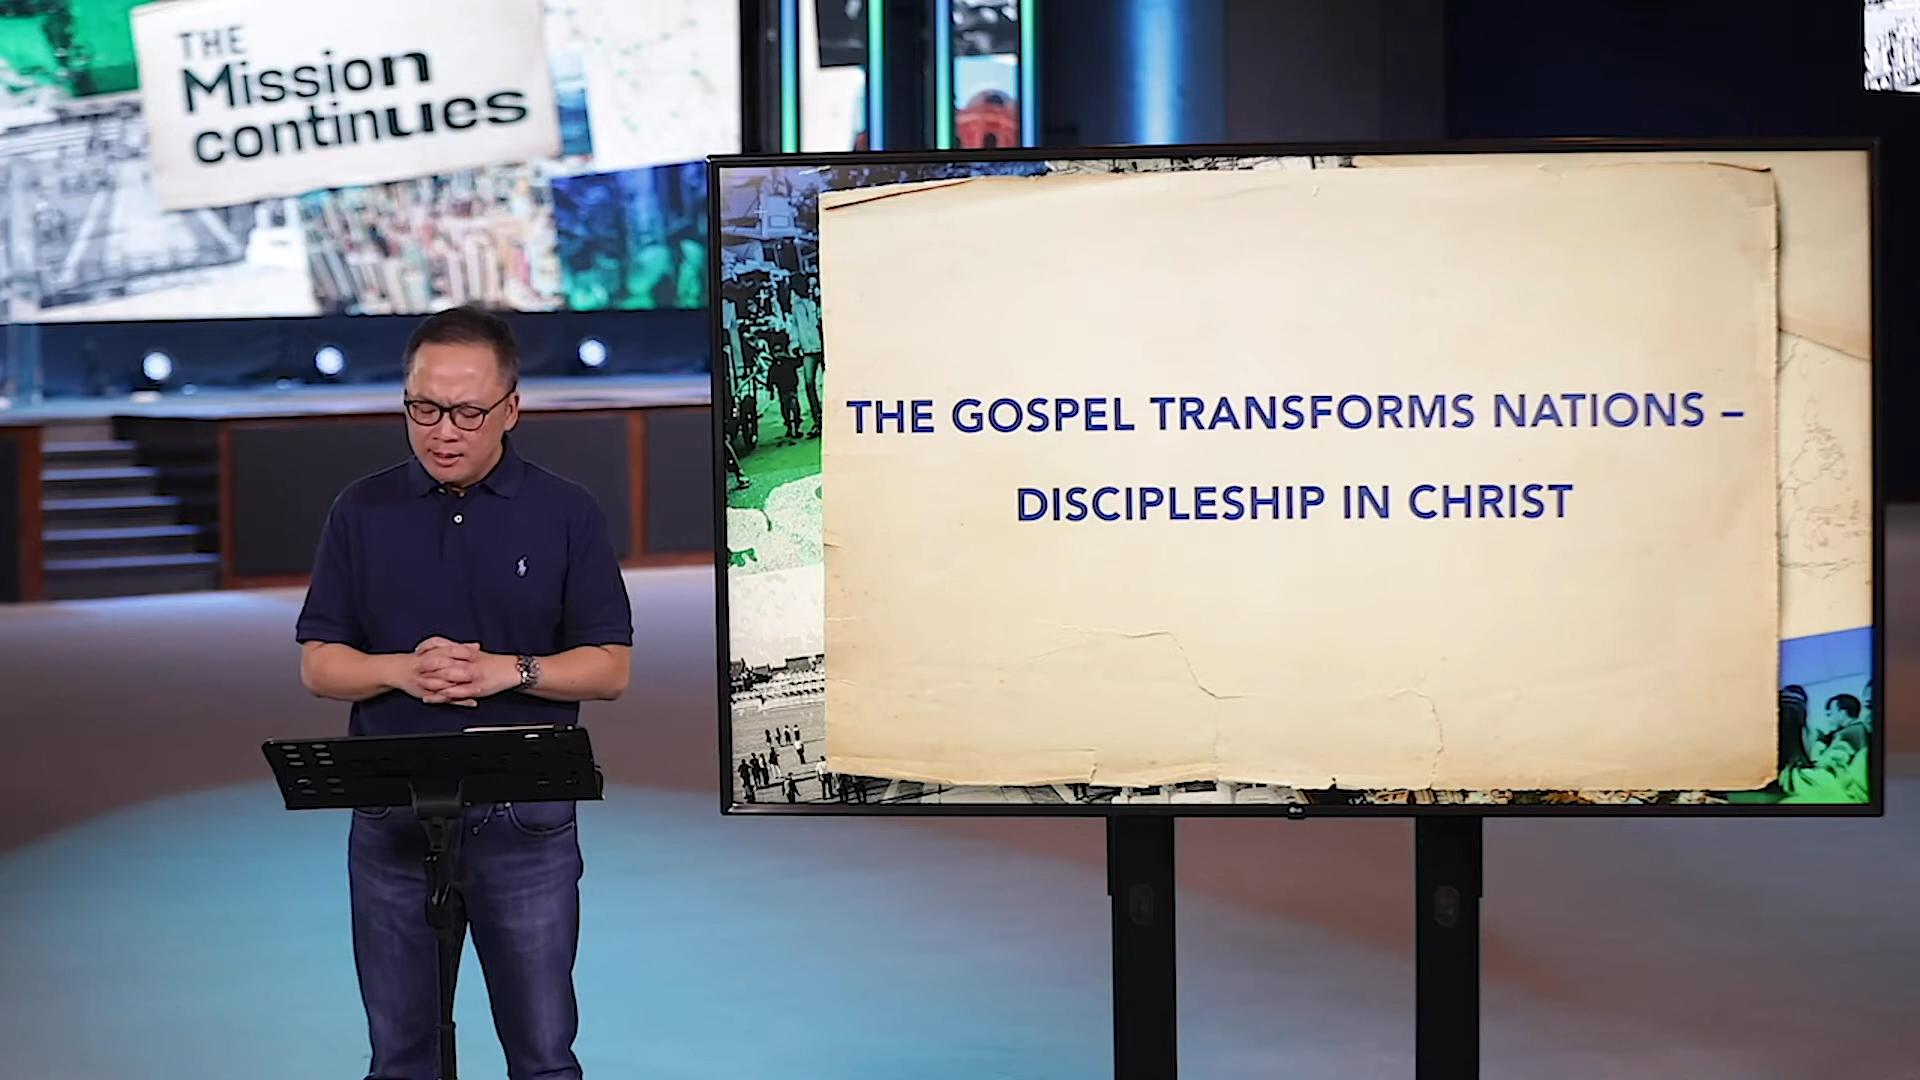 THE
Mission
continues
THE GOSPEL TRANSFORMS NATIONS –
DISCIPLESHIP IN CHRIST